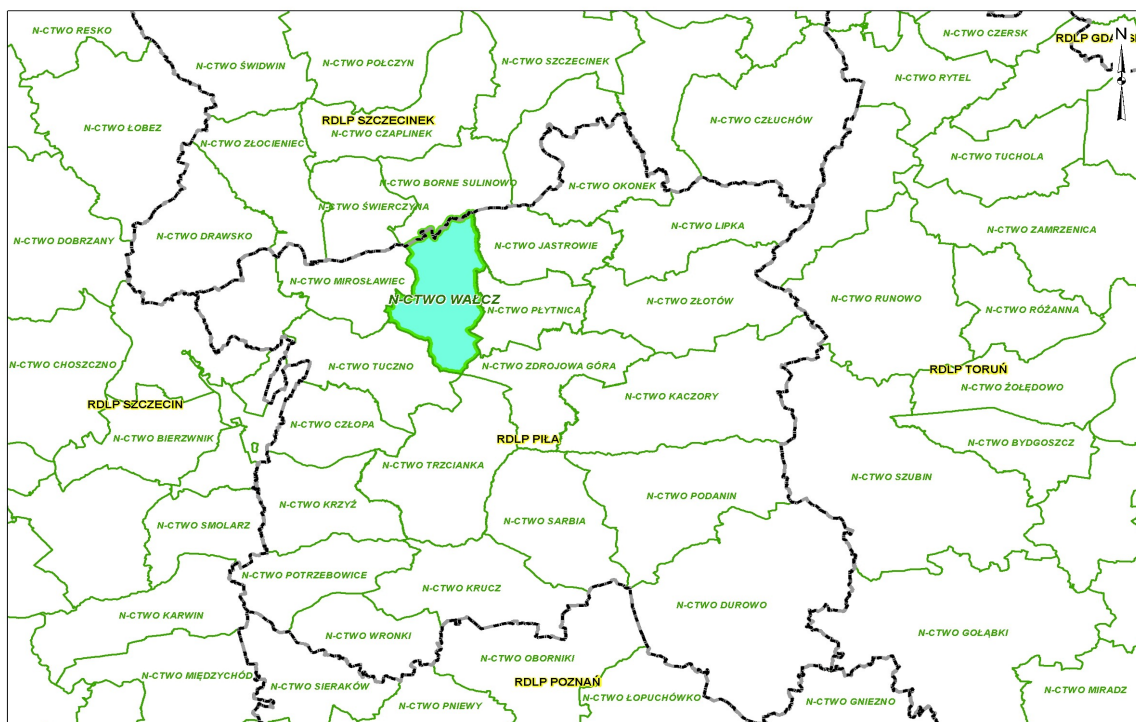 N-CTWO RESKO
N-CTWO CZERSK
RDLP GDA
N
N-CTWO ŚWIDWIN
N-CTWO POŁCZYN
N-CTWO SZCZECINEK
N-CTWO RYTEL
N-CTWO ŁOBEZ
RDLP SZCZECINEK
N-CTWO CZAPLINEK
N-CTWO CZŁUCHÓW
N-CTWO ZŁOCIENIEC
N-CTWO TUCHOLA
N-CTWO BORNE SULINOWO
N-CTWO OKONEK
N-CTWO ŚWIERCZYNA
N-CTWO LIPKA
N-CTWO ZAMRZENICA
N-CTWO DOBRZANY
N-CTWO DRAWSKO
N-CTWO JASTROWIE
N-CTWO MIROSŁAWIEC
N-CTWO WAŁCZ
N-CTWO ZŁOTÓW
N-CTWO RUNOWO
N-CTWO PŁYTNICA
N-CTWO RÓŻANNA
N-CTWO CHOSZCZNO
N-CTWO TUCZNO
N-CTWO ZDROJOWA GÓRA
RDLP TORUŃ
N-CTWO ŻOŁĘDOWO
RDLP SZCZECIN
N-CTWO KACZORY
N-CTWO CZŁOPA
N-CTWO BIERZWNIK
RDLP PIŁA
N-CTWO BYDGOSZCZ
N-CTWO TRZCIANKA
N-CTWO SZUBIN
N-CTWO PODANIN
N-CTWO KRZYŻ
N-CTWO SMOLARZ
N-CTWO SARBIA
N-CTWO POTRZEBOWICE
N-CTWO KRUCZ
N-CTWO DUROWO
N-CTWO KARWIN
N-CTWO WRONKI
N-CTWO GOŁĄBKI
N-CTWO OBORNIKI
N-CTWO MIĘDZYCHÓD
RDLP POZNAŃ
N-CTWO SIERAKÓW
N-CTWO MIRADZ
N-CTWO ŁOPUCHÓWKO
N-CTWO GNIEZNO
N-CTWO PNIEWY